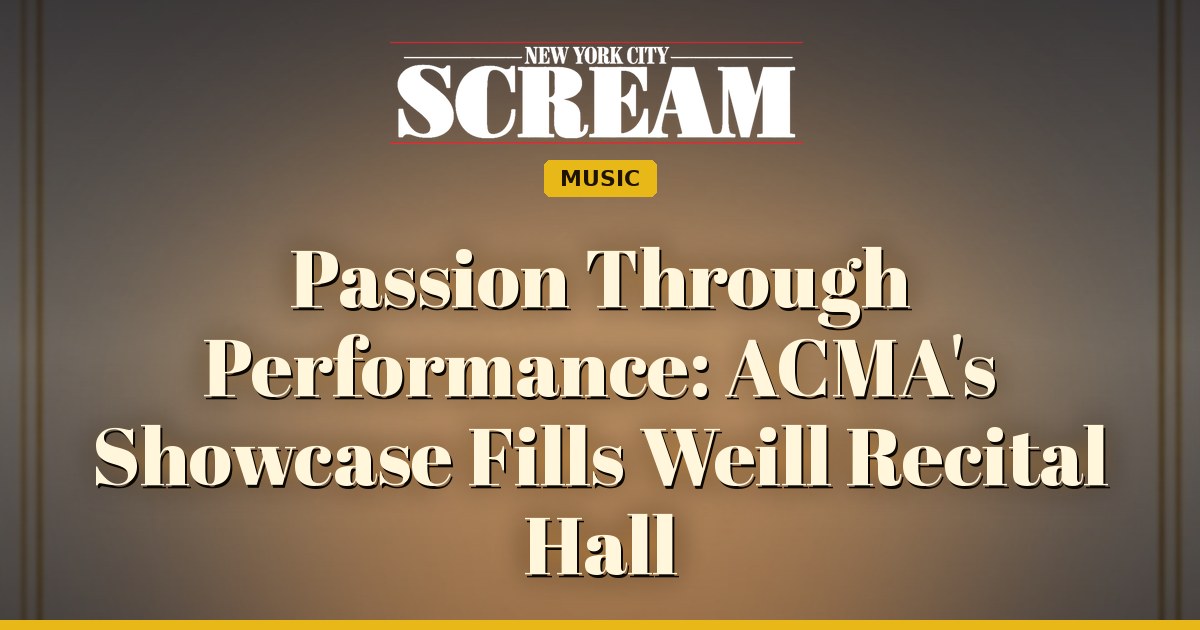 NEW YORK CITY
SCREAM
MUSIC
Passion Through
Performance: ACMA's
Showcase Fills Weill Recital
Hall